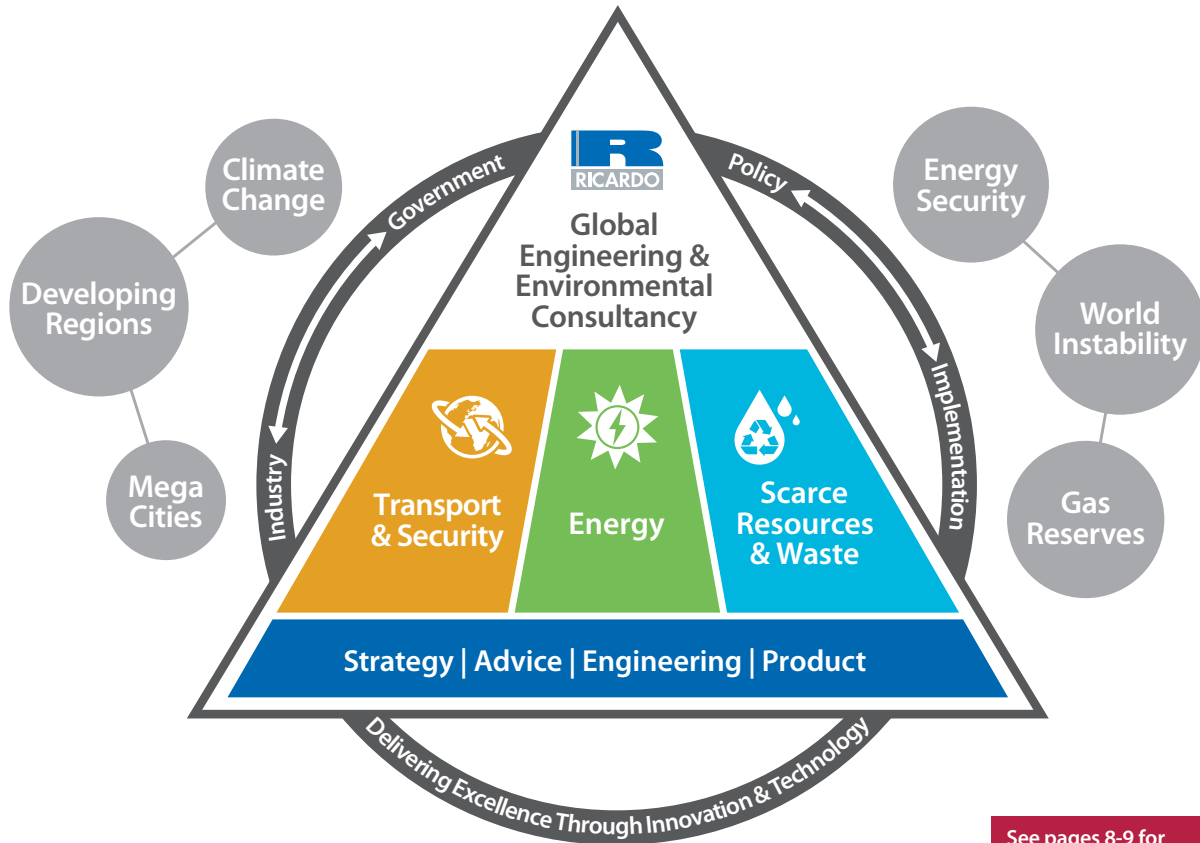 RICARDO
Global
Engineering &
Environmental
Consultancy
Climate
Change
Developing
Regions
Mega
Cities
Government
Industry
Policy
Implementation
Energy
Security
World
Instability
Gas
Reserves
Transport
& Security
Energy
Scarce
Resources
& Waste
Strategy | Advice | Engineering | Product
Delivering Excellence Through Innovation & Technology
See pages 8-9 for